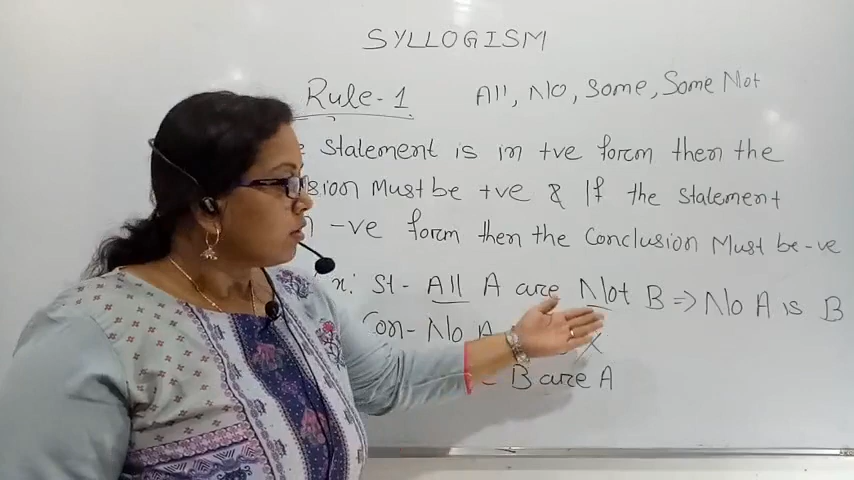 SYLLOGISM
Rule-1 All, No, Some, Some Not
statement is in +ve form then the
sion Must be +ve & If the statement
-ve form then the Conclusion Must be -ve
x: St- All A are Not B => No A is B
Con- No A
B are A